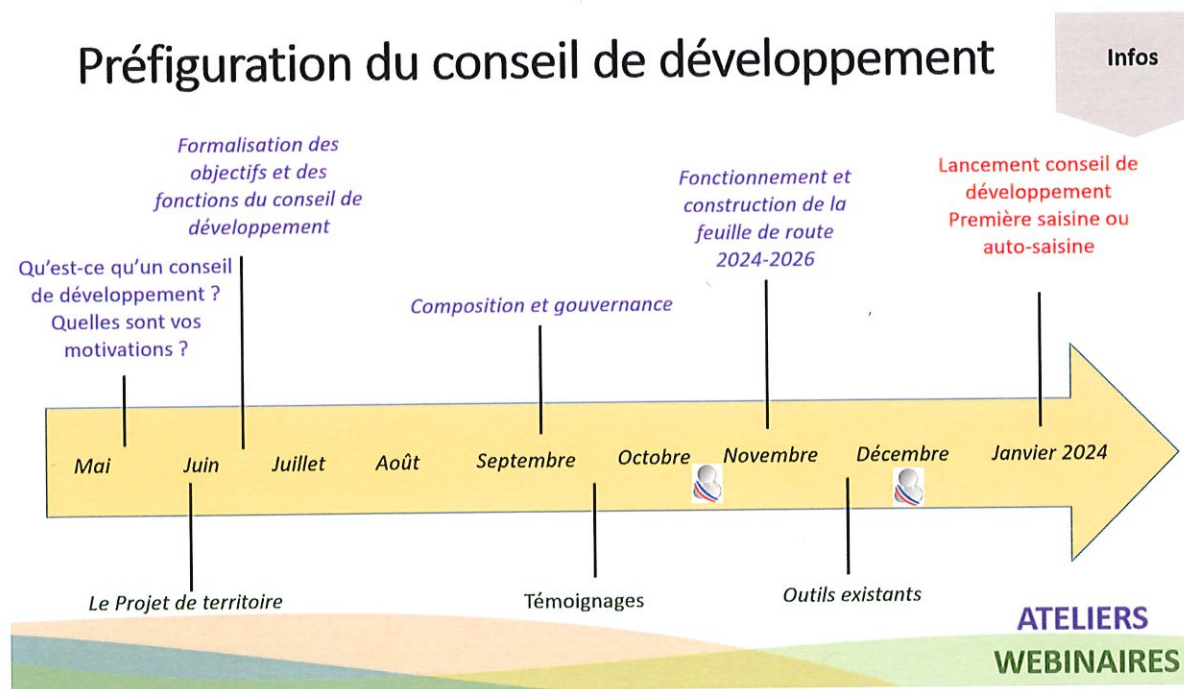 Préfiguration du conseil de développement
Infos
Formalisation des
objectifs et des
fonctions du conseil de
développement
Qu'est-ce qu'un conseil
de développement ?
Quelles sont vos
motivations ?
Composition et gouvernance
Fonctionnement et
construction de la
feuille de route
2024-2026
Lancement conseil de
développement
Première saisine ou
auto-saisine
Mai
Juin
Juillet
Août
Septembre
Octobre
Novembre
Décembre
Janvier 2024
Le Projet de territoire
Témoignages
Outils existants
ATELIERS
WEBINAIRES